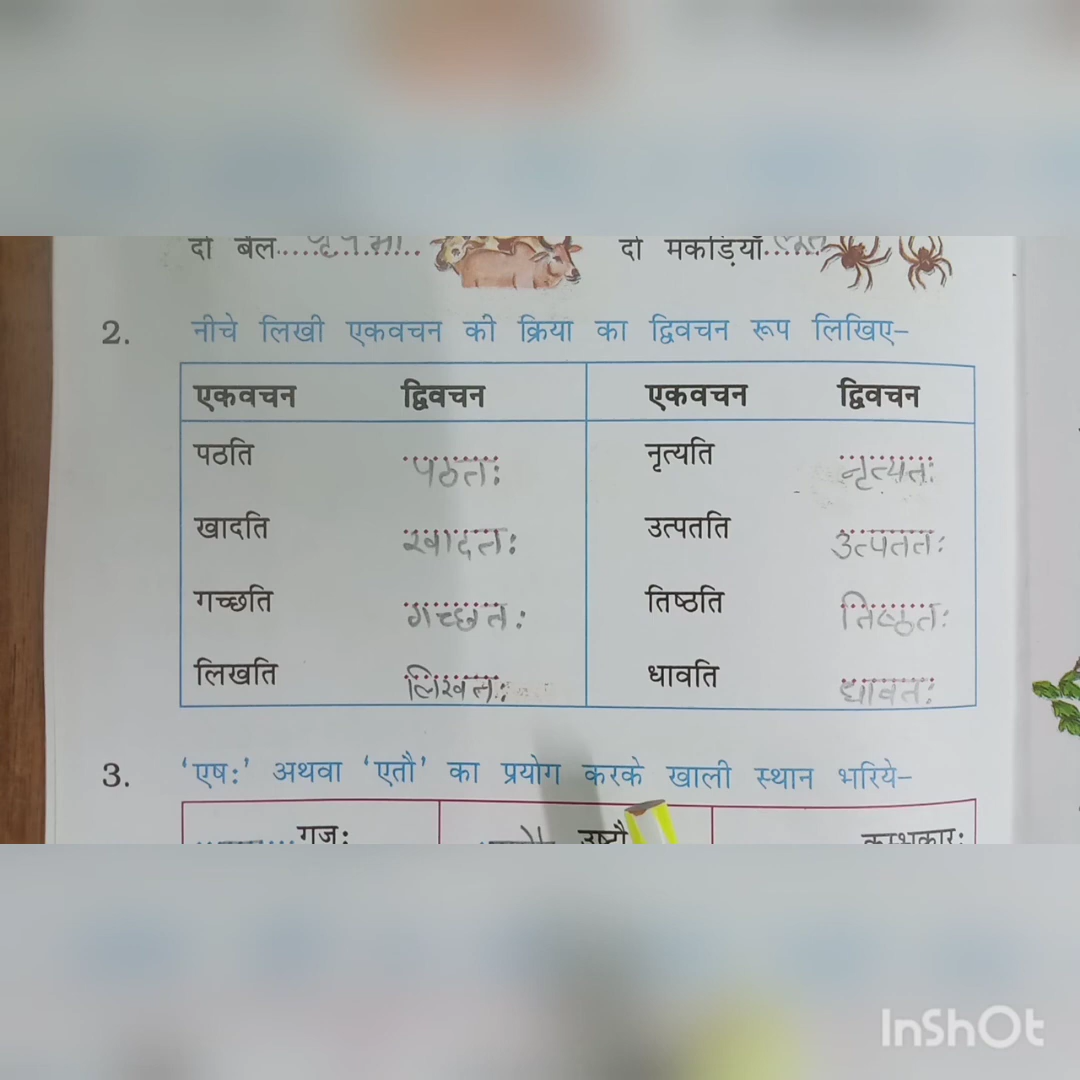 दो बैल..... दो मकड़ियाँ......
2. नीचे लिखी एकवचन की क्रिया का द्विवचन रूप लिखिए–
एकवचन द्विवचन एकवचन द्विवचन
पठति पठतः नृत्यति नृत्यतः
खादति खादतः उत्पतति उत्पततः
गच्छति गच्छतः तिष्ठति तिष्ठतः
लिखति लिखतः धावति धावतः
3. 'एषः' अथवा 'एतौ' का प्रयोग करके खाली स्थान भरिये–
गजः उष्ट्रौ
InShOt